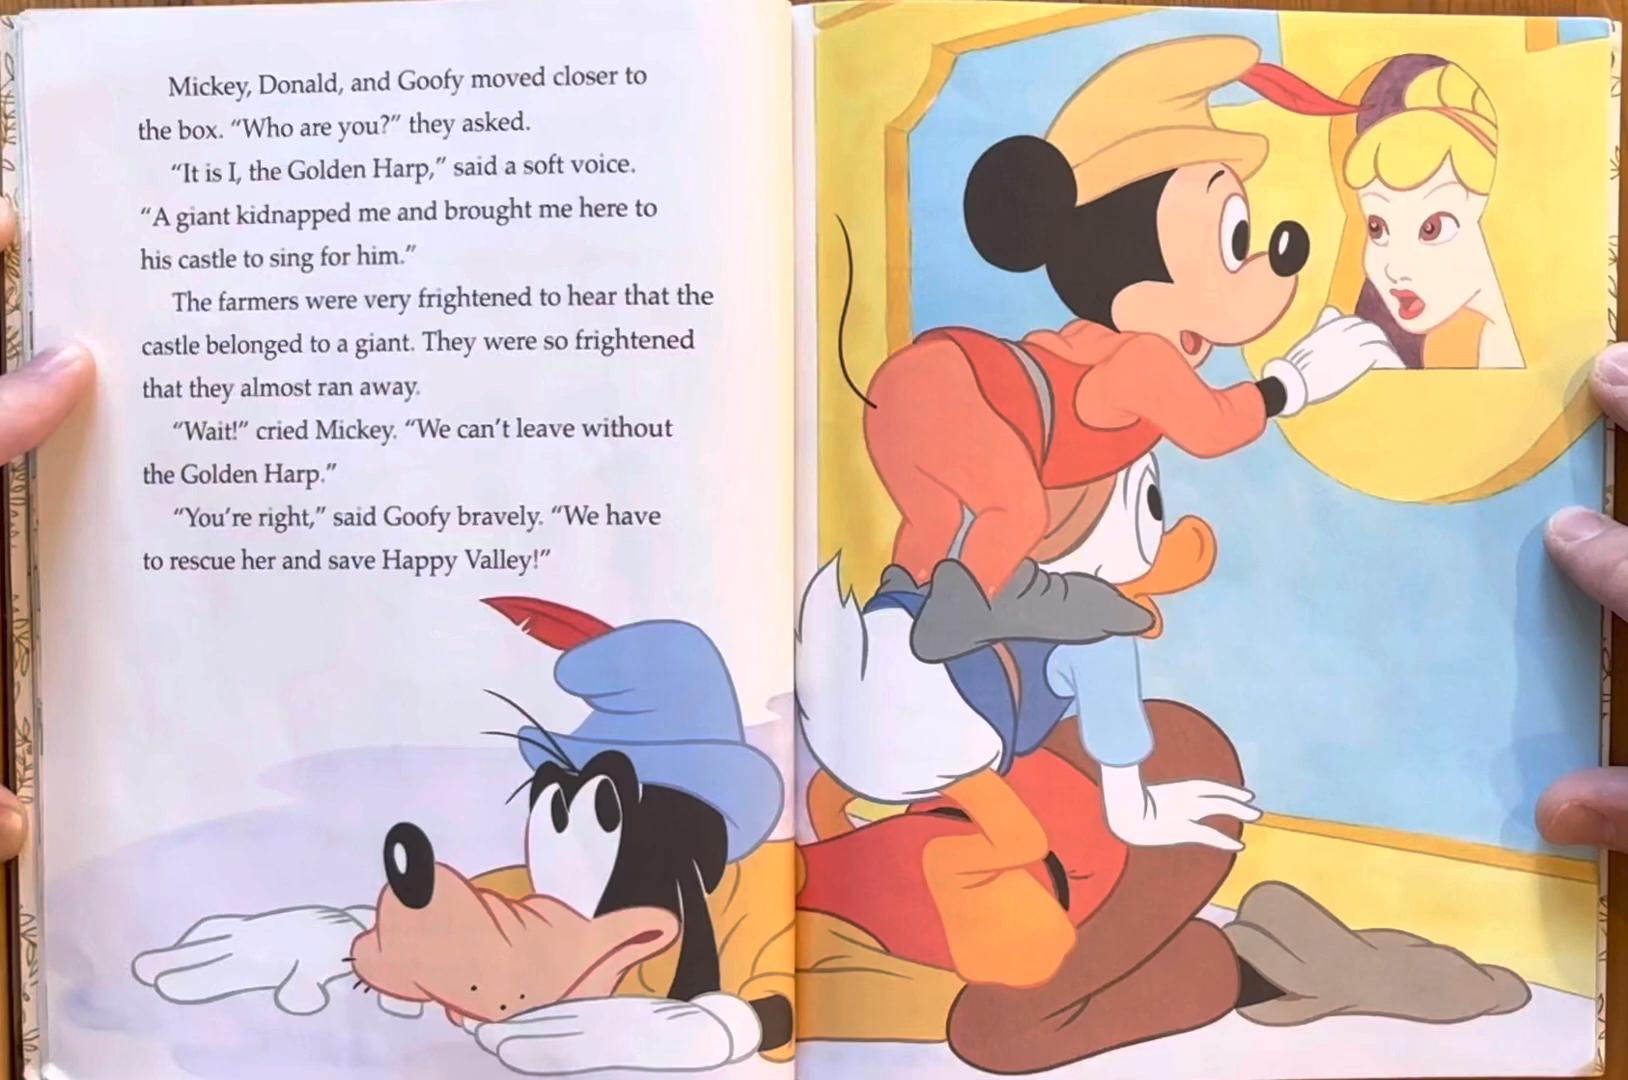 Mickey, Donald, and Goofy moved closer to
the box. “Who are you?” they asked.
“It is I, the Golden Harp,” said a soft voice.
“A giant kidnapped me and brought me here to
his castle to sing for him.”
The farmers were very frightened to hear that the
castle belonged to a giant. They were so frightened
that they almost ran away.
“Wait!” cried Mickey. “We can’t leave without
the Golden Harp.”
“You’re right,” said Goofy bravely. “We have
to rescue her and save Happy Valley!”